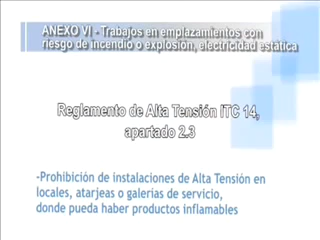 ANEXO VI - Trabajos en emplazamientos con
riesgo de incendio o explosión, electricidad estática
Reglamento de Alta Tensión ITC 14,
apartado 2.3
-Prohibición de instalaciones de Alta Tensión en
locales, atarjeas o galerías de servicio,
donde pueda haber productos inflamables